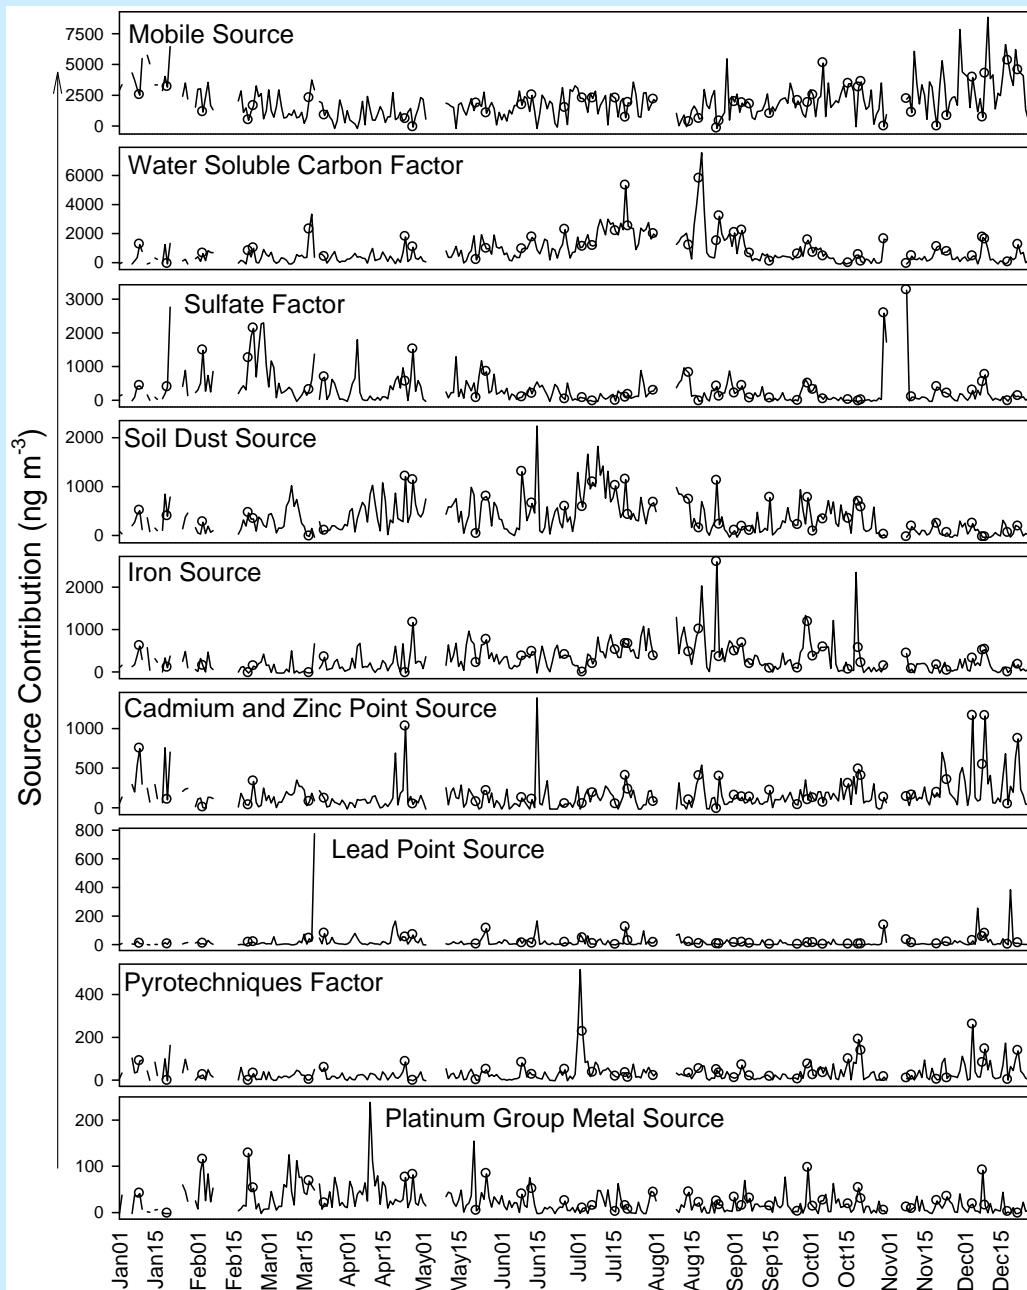 Source Contribution (ng m-3)
Mobile Source
7500
5000
2500
0
Water Soluble Carbon Factor
6000
4000
2000
0
Sulfate Factor
3000
2000
1000
0
Soil Dust Source
2000
1000
0
Iron Source
2000
1000
0
Cadmium and Zinc Point Source
1000
500
0
Lead Point Source
800
600
400
200
0
Pyrotechniques Factor
400
200
0
Platinum Group Metal Source
200
100
0
Jan01
Jan15
Feb01
Feb15
Mar01
Mar15
Apr01
Apr15
May01
May15
Jun01
Jun15
Jul01
Jul15
Aug01
Aug15
Sep01
Sep15
Oct01
Oct15
Nov01
Nov15
Dec01
Dec15